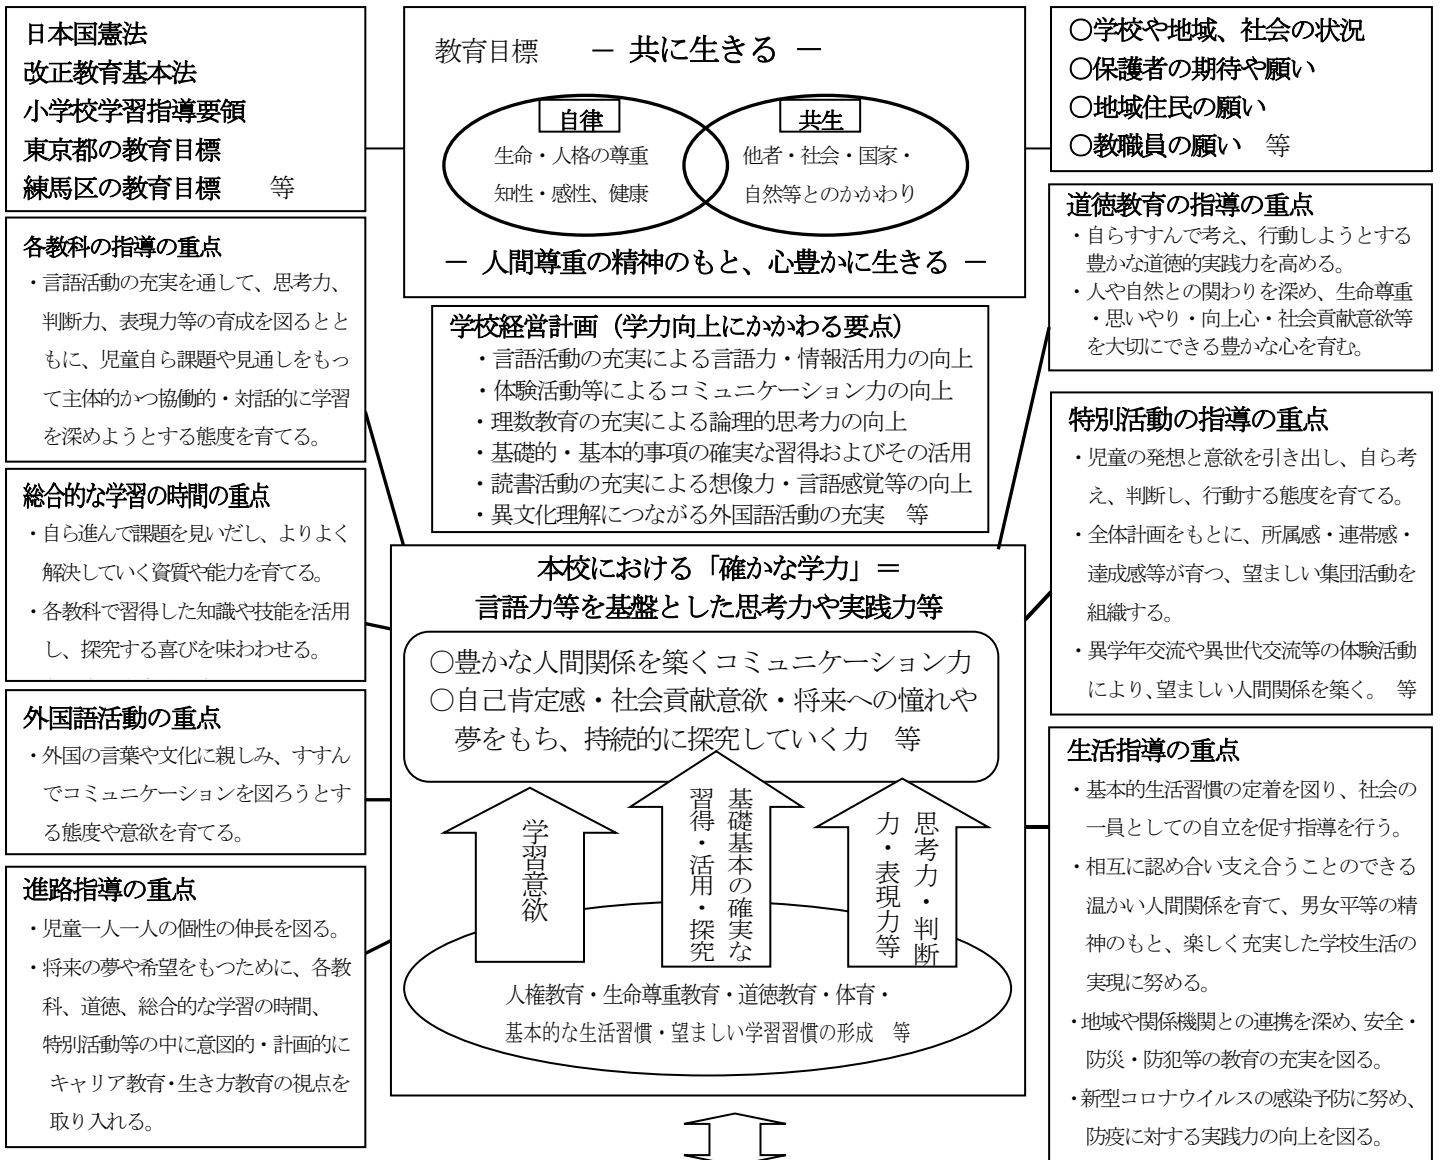 日本国憲法
改正教育基本法
小学校学習指導要領
東京都の教育目標
練馬区の教育目標　等
教育目標　－ 共に生きる －
自律
生命・人格の尊重
知性・感性、健康
共生
他者・社会・国家・
自然等とのかかわり
－ 人間尊重の精神のもと、心豊かに生きる －
〇学校や地域、社会の状況
〇保護者の期待や願い
〇地域住民の願い
〇教職員の願い　等
各教科の指導の重点
・言語活動の充実を通して、思考力、
判断力、表現力等の育成を図るとと
もに、児童自ら課題や見通しをもっ
て主体的かつ協働的・対話的に学習
を深めようとする態度を育てる。
総合的な学習の時間の重点
・自ら進んで課題を見いだし、よりよく
解決していく資質や能力を育てる。
・各教科で習得した知識や技能を活用
し、探究する喜びを味わわせる。
外国語活動の重点
・外国の言葉や文化に親しみ、すすん
でコミュニケーションを図ろうとす
る態度や意欲を育てる。
進路指導の重点
・児童一人一人の個性の伸長を図る。
・将来の夢や希望をもつために、各教
科、道徳、総合的な学習の時間、
特別活動等の中に意図的・計画的に
キャリア教育・生き方教育の視点を
取り入れる。
学校経営計画（学力向上にかかわる要点）
・言語活動の充実による言語力・情報活用力の向上
・体験活動等によるコミュニケーション力の向上
・理数教育の充実による論理的思考力の向上
・基礎的・基本的事項の確実な習得およびその活用
・読書活動の充実による想像力・言語感覚等の向上
・異文化理解につながる外国語活動の充実　等
本校における「確かな学力」＝
言語力等を基盤とした思考力や実践力等
〇豊かな人間関係を築くコミュニケーション力
〇自己肯定感・社会貢献意欲・将来への憧れや
夢をもち、持続的に探究していく力　等
学習意欲
基礎基本の確実な
習得・活用・探究
思考力・判断
力・表現力等
人権教育・生命尊重教育・道徳教育・体育・
基本的な生活習慣・望ましい学習習慣の形成　等
道徳教育の指導の重点
・自らすすんで考え、行動しようとする
豊かな道徳的実践力を高める。
・人や自然との関わりを深め、生命尊重
・思いやり・向上心・社会貢献意欲等
を大切にできる豊かな心を育む。
特別活動の指導の重点
・児童の発想と意欲を引き出し、自ら考
え、判断し、行動する態度を育てる。
・全体計画をもとに、所属感・連帯感・
達成感等が育つ、望ましい集団活動を
組織する。
・異学年交流や異世代交流等の体験活動
により、望ましい人間関係を築く。　等
生活指導の重点
・基本的生活習慣の定着を図り、社会の
一員としての自立を促す指導を行う。
・相互に認め合い支え合うことのできる
温かい人間関係を育て、男女平等の精
神のもと、楽しく充実した学校生活の
実現に努める。
・地域や関係機関との連携を深め、安全・
防災・防犯等の教育の充実を図る。
・新型コロナウイルスの感染予防に努め、
防疫に対する実践力の向上を図る。